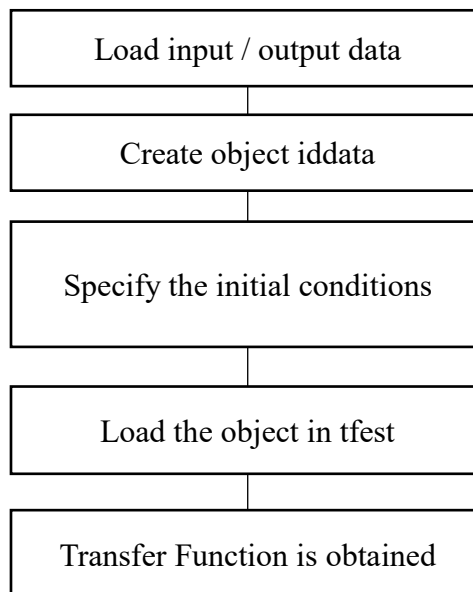 Load input / output data
Create object iddata
Specify the initial conditions
Load the object in tfest
Transfer Function is obtained